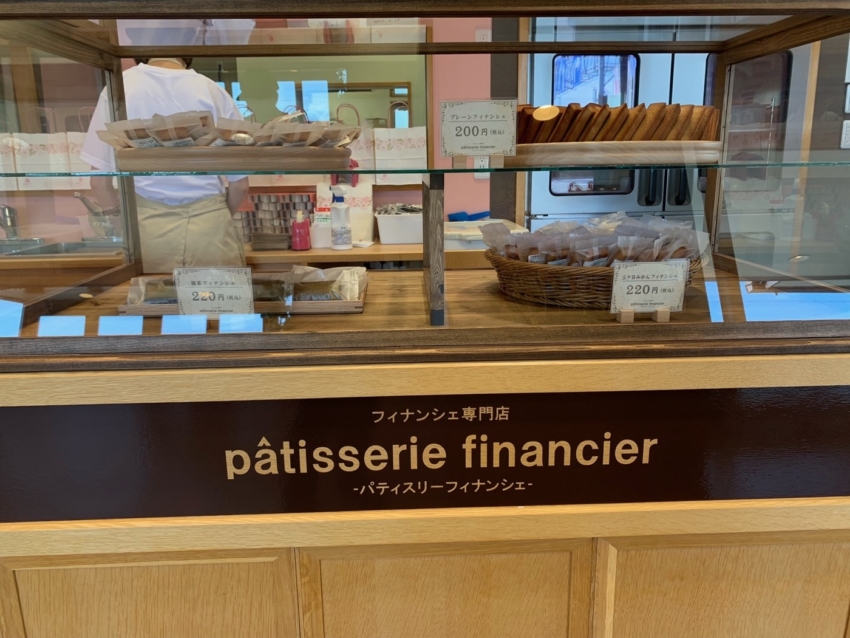 プレーンフィナンシェ
200円(税込)
220円(税込)
220円(税込)
フィナンシェ専門店
pâtisserie financier
-パティスリーフィナンシェ-